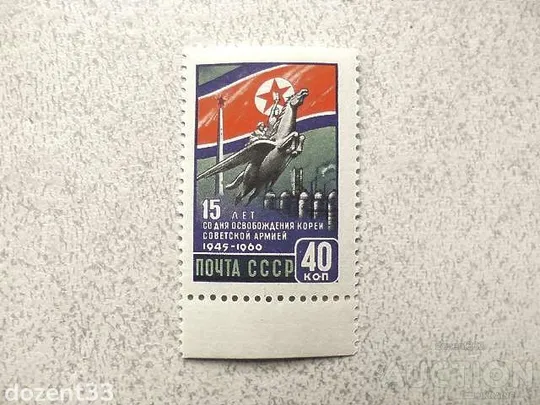 15 ЛЕТ
СО ДНЯ ОСВОБОЖДЕНИЯ КОРЕИ
СОВЕТСКОЙ АРМИЕЙ
1945-1960
ПОЧТА СССР
40
КОП
dozent33
AUCTION